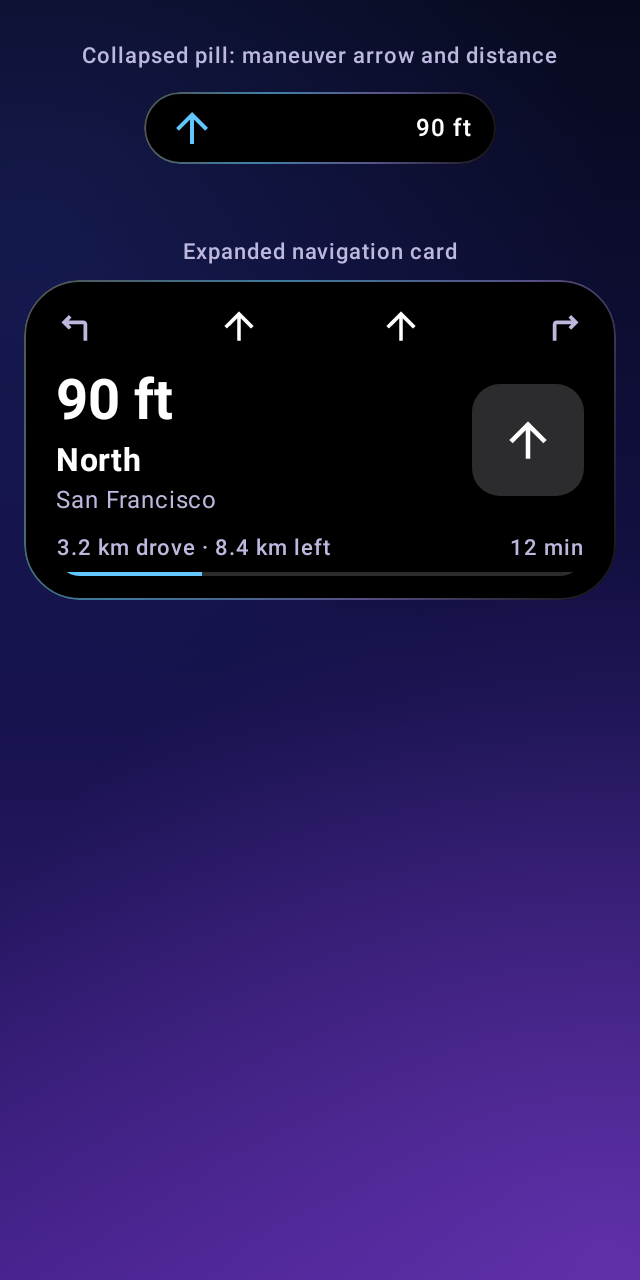 Collapsed pill: maneuver arrow and distance
90 ft
Expanded navigation card
90 ft
North
San Francisco
3.2 km drove · 8.4 km left
12 min